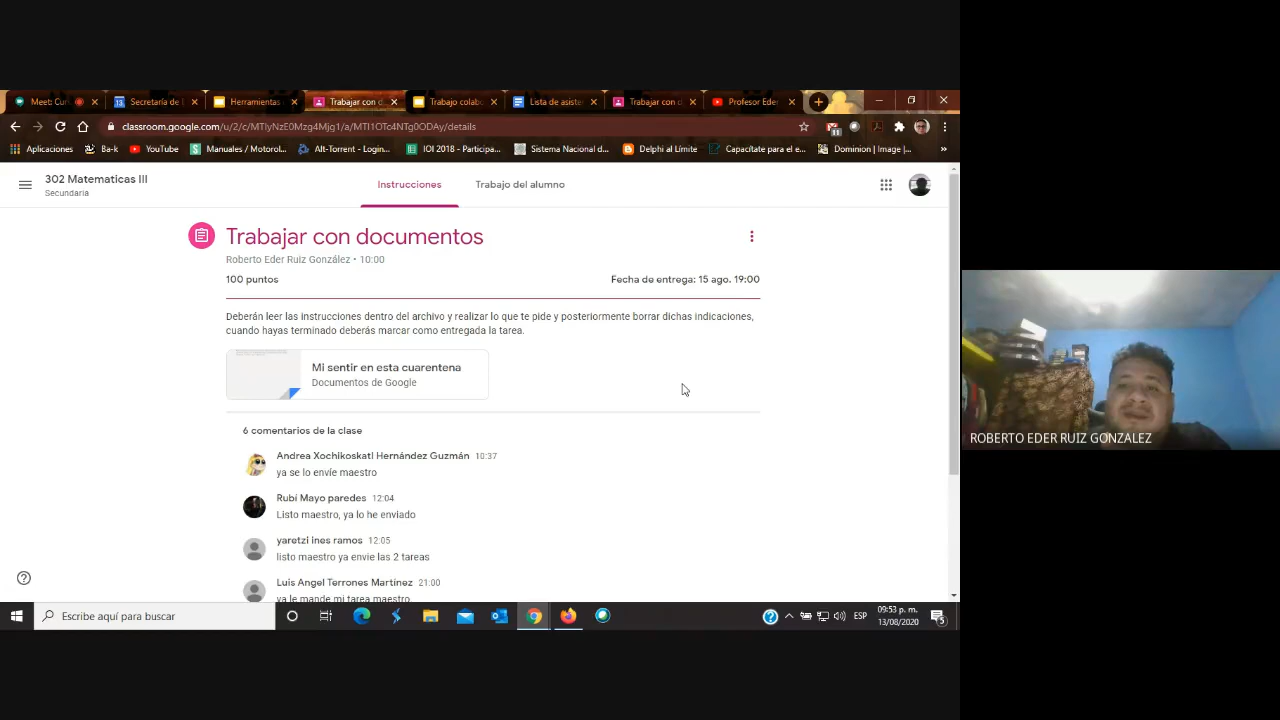 Meet: Cur
Secretaría de E
Herramientas
Trabajar con d
Trabajo colab
Lista de asiste
Trabajar con d
Profesor Eder
classroom.google.com/u/2/c/MTIyNzE0Mzg4Mjg1/a/MTI1OTc4NTg0ODAy/details
Aplicaciones
Ba-k
YouTube
Manuales / Motorol...
Alt-Torrent - Login...
IOI 2018 - Participa...
Sistema Nacional d...
Delphi al Límite
Capacítate para el e...
Dominion | Image |...
»
302 Matematicas III
Secundaria
Instrucciones
Trabajo del alumno
Trabajar con documentos
Roberto Eder Ruiz González • 10:00
100 puntos
Fecha de entrega: 15 ago. 19:00
Deberán leer las instrucciones dentro del archivo y realizar lo que te pide y posteriormente borrar dichas indicaciones,
cuando hayas terminado deberás marcar como entregada la tarea.
Mi sentir en esta cuarentena
Documentos de Google
6 comentarios de la clase
Andrea Xochikoskatl Hernández Guzmán 10:37
ya se lo envíe maestro
Rubí Mayo paredes 12:04
Listo maestro, ya lo he enviado
yaretzi ines ramos 12:05
listo maestro ya envie las 2 tareas
Luis Angel Terrones Martínez 21:00
ya le mande mi tarea maestro
Escribe aquí para buscar
ESP
09:53 p. m.
13/08/2020
5
ROBERTO EDER RUIZ GONZALEZ